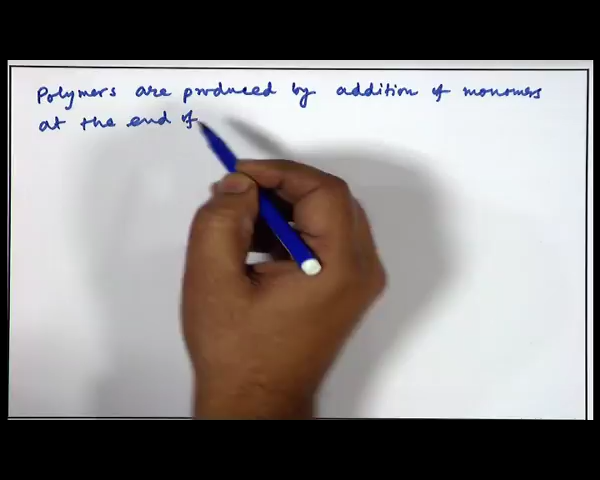 Polymers are produced by addition of monomers
at the end of